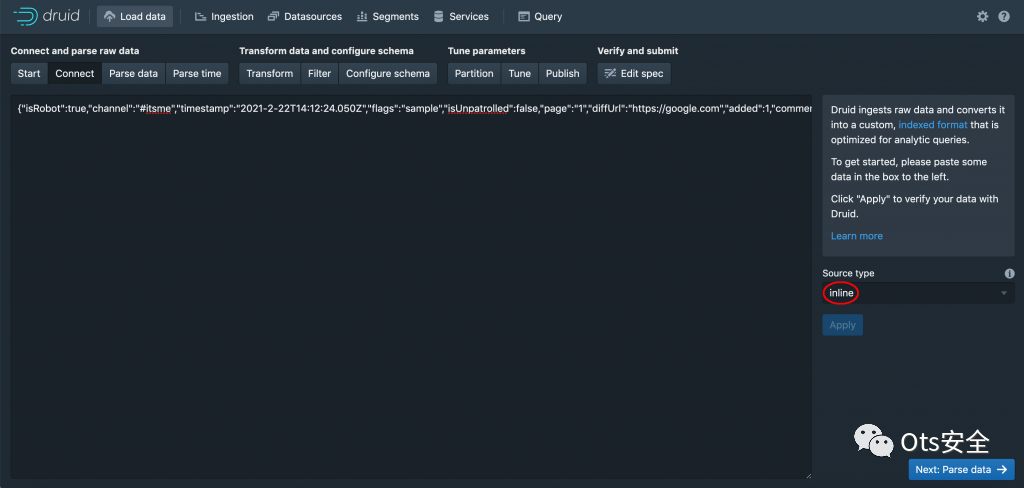 druid
Load data
Ingestion
Datasources
Segments
Services
Query
Connect and parse raw data
Transform data and configure schema
Tune parameters
Verify and submit
Start
Connect
Parse data
Parse time
Transform
Filter
Configure schema
Partition
Tune
Publish
Edit spec
{"isRobot":true,"channel":"#itsme","timestamp":"2021-2-22T14:12:24.050Z","flags":"sample","isUnpatrolled":false,"page":"1","diffUrl":"https://google.com","added":1,"commen
Druid ingests raw data and converts it
into a custom, indexed format that is
optimized for analytic queries.
To get started, please paste some
data in the box to the left.
Click "Apply" to verify your data with
Druid.
Learn more
Source type
inline
Apply
Ots安全
Next: Parse data